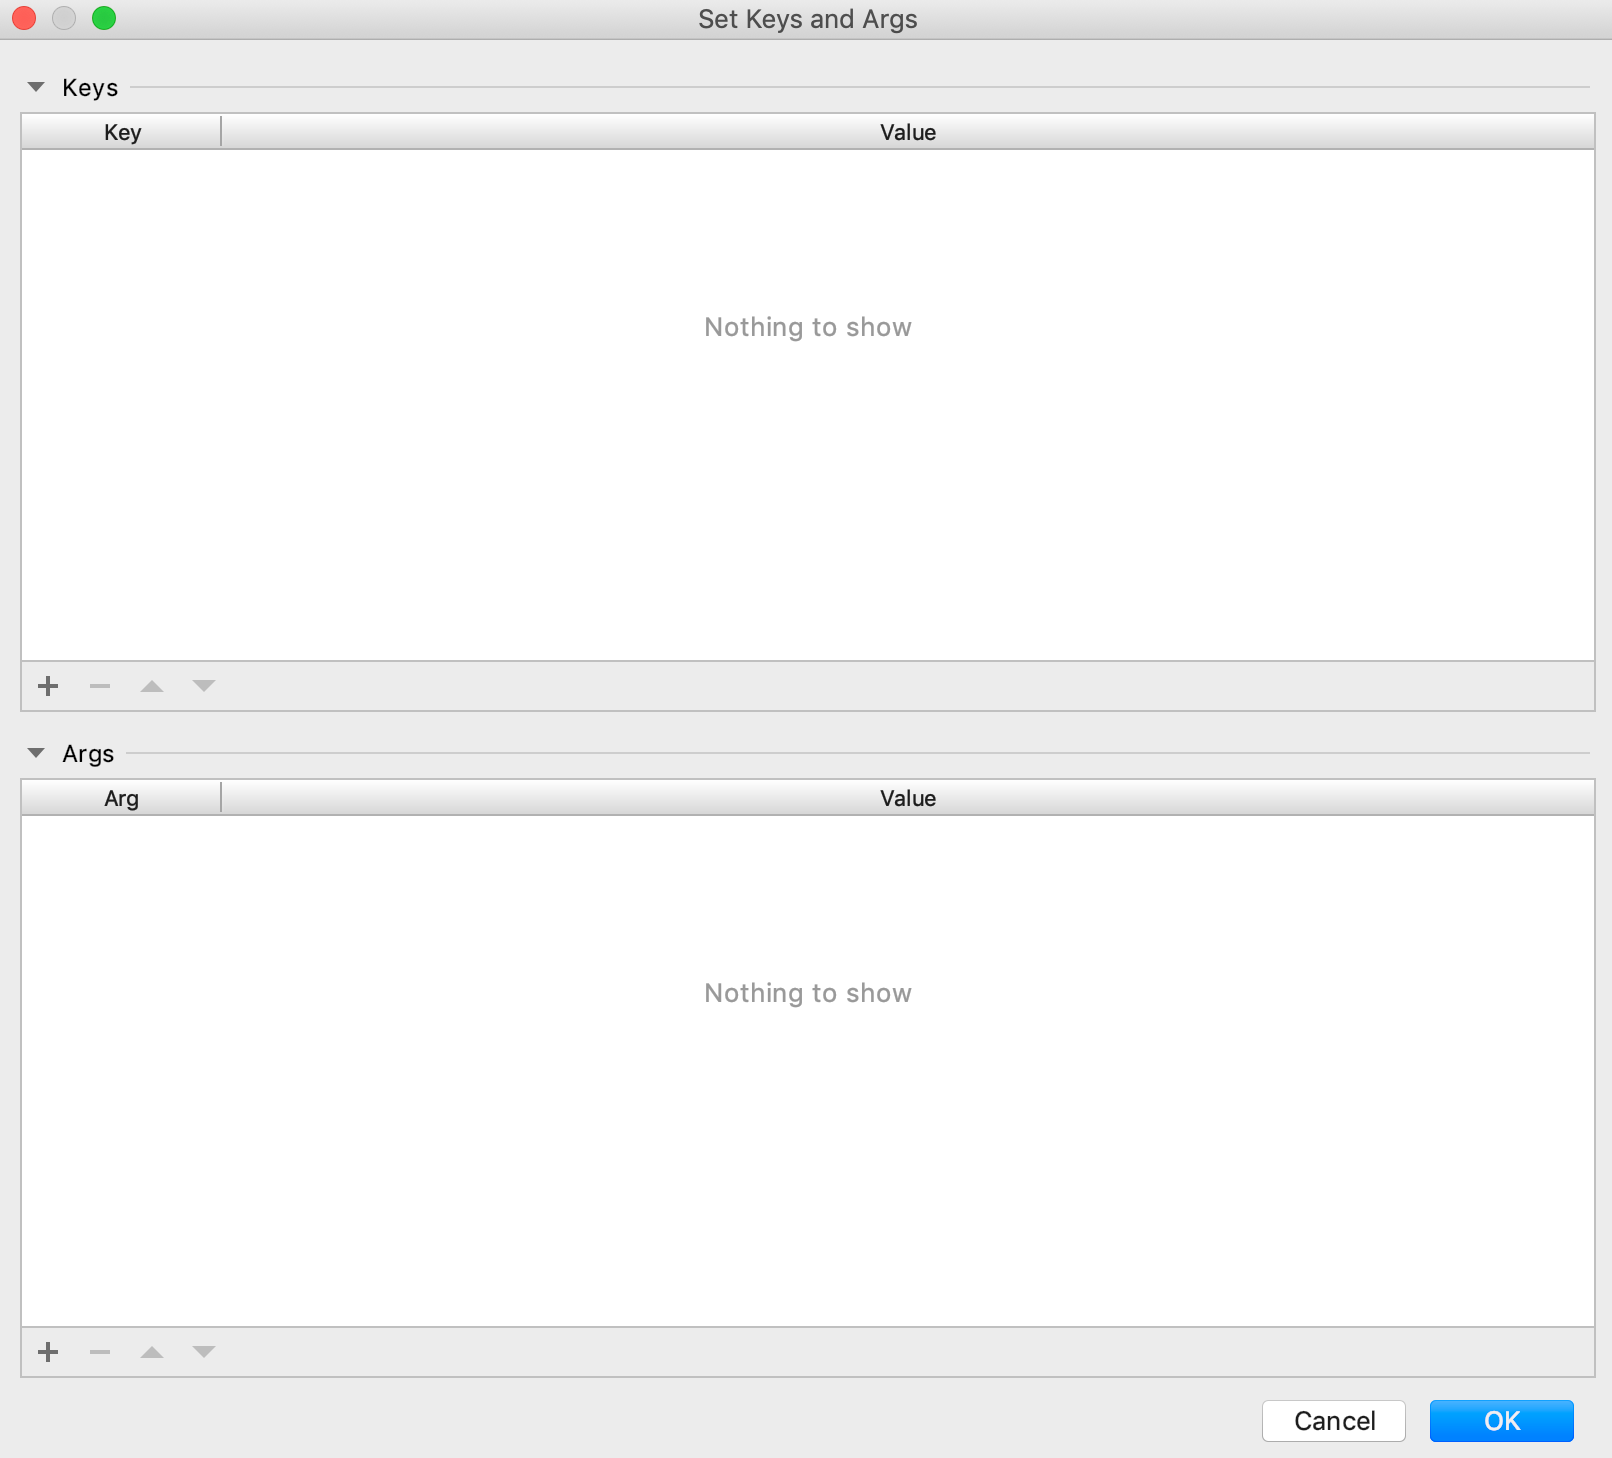 Set Keys and Args
Keys
Key Value
Nothing to show
Args
Arg Value
Nothing to show
Cancel OK